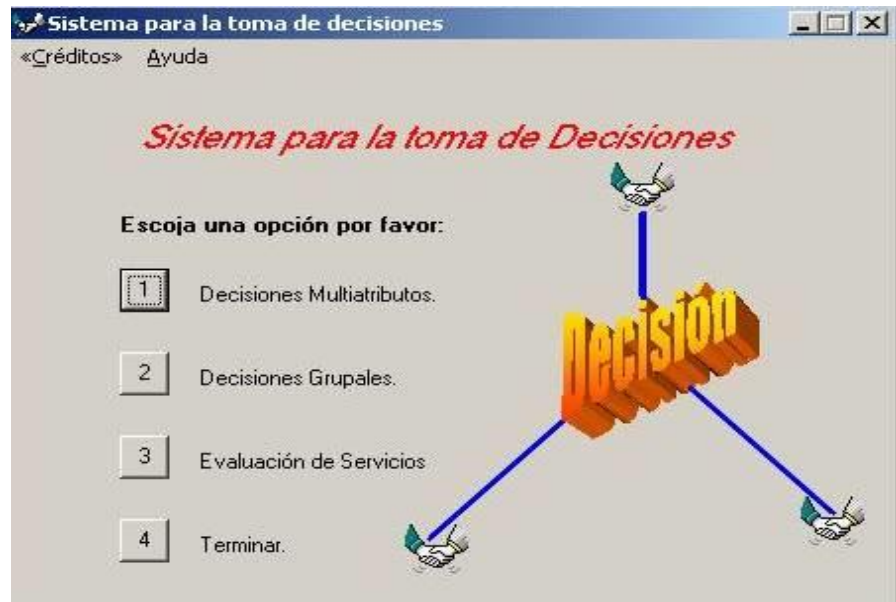 Sistema para la toma de decisiones
«Créditos» Ayuda
Sistema para la toma de Decisiones
Escoja una opción por favor:
1 Decisiones Multiatributos.
2 Decisiones Grupales.
3 Evaluación de Servicios
4 Terminar.
Decisión